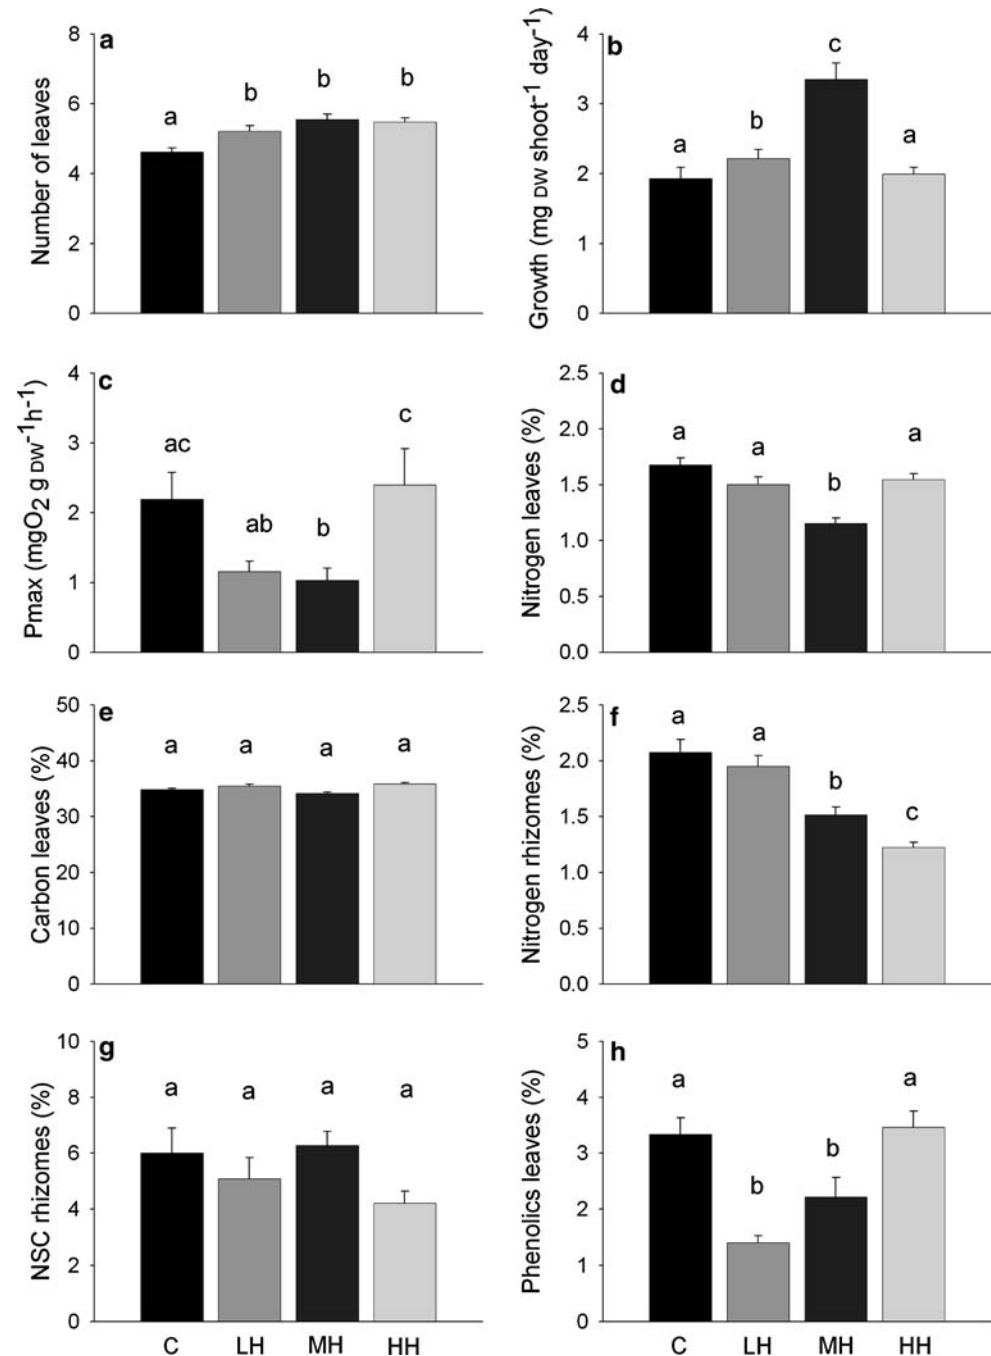 a
Number of leaves
8
6
4
2
0
a
b
b
b
b
Growth (mg DW shoot-1 day-1)
4
3
2
1
0
a
b
c
a
c
Pmax (mgO2 g DW-1h-1)
4
3
2
1
0
ac
ab
b
c
d
Nitrogen leaves (%)
2.5
2.0
1.5
1.0
0.5
0.0
a
a
b
a
e
Carbon leaves (%)
50
40
30
20
10
0
a
a
a
a
f
Nitrogen rhizomes (%)
2.5
2.0
1.5
1.0
0.5
0.0
a
a
b
c
g
NSC rhizomes (%)
10
8
6
4
2
0
a
a
a
a
C LH MH HH
h
Phenolics leaves (%)
5
4
3
2
1
0
a
b
b
a
C LH MH HH